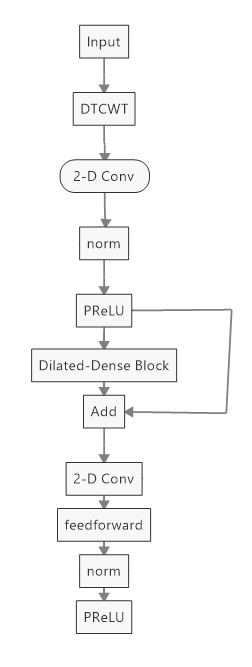 Input
DTCWT
2-D Conv
norm
PReLU
Dilated-Dense Block
Add
2-D Conv
feedforward
norm
PReLU